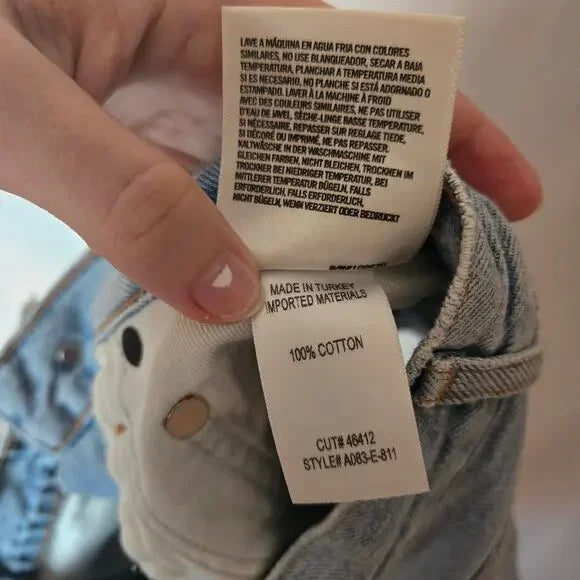 LAVE A MÁQUINA EN AGUA FRIA CON COLORES
SIMILARES, NO USE BLANQUEADOR, SECAR A BAJA
TEMPERATURA, PLANCHAR A TEMPERATURA MEDIA
SI ES NECESARIO, NO PLANCHE SI ESTÁ ADORNADO O
ESTAMPADO. LAVER À LA MACHINE À FROID
AVEC DES COULEURS SIMILAIRES, NE PAS UTILISER
D'EAU DE JAVEL, SÈCHE-LINGE BASSE TEMPERATURE,
SI NÉCESSAIRE, REPASSER SUR REGLAGE TIEDE,
SI DÉCORÉ OU IMPRIMÉ, NE PAS REPASSER.
KALTWÄSCHE IN DER WASCHMASCHINE MIT
GLEICHEN FARBEN, NICHT BLEICHEN, TROCKNEN IM
TROCKNER BEI NIEDRIGER TEMPERATUR, BEI
MITTLERER TEMPERATUR BÜGELN, FALLS
ERFORDERLICH, FALLS ERFORDERLICH,
NICHT BÜGELN, WENN VERZIERT ODER BEDRUCKT
MADE IN TURKEY
IMPORTED MATERIALS
100% COTTON
CUT# 46412
STYLE# A083-E-811